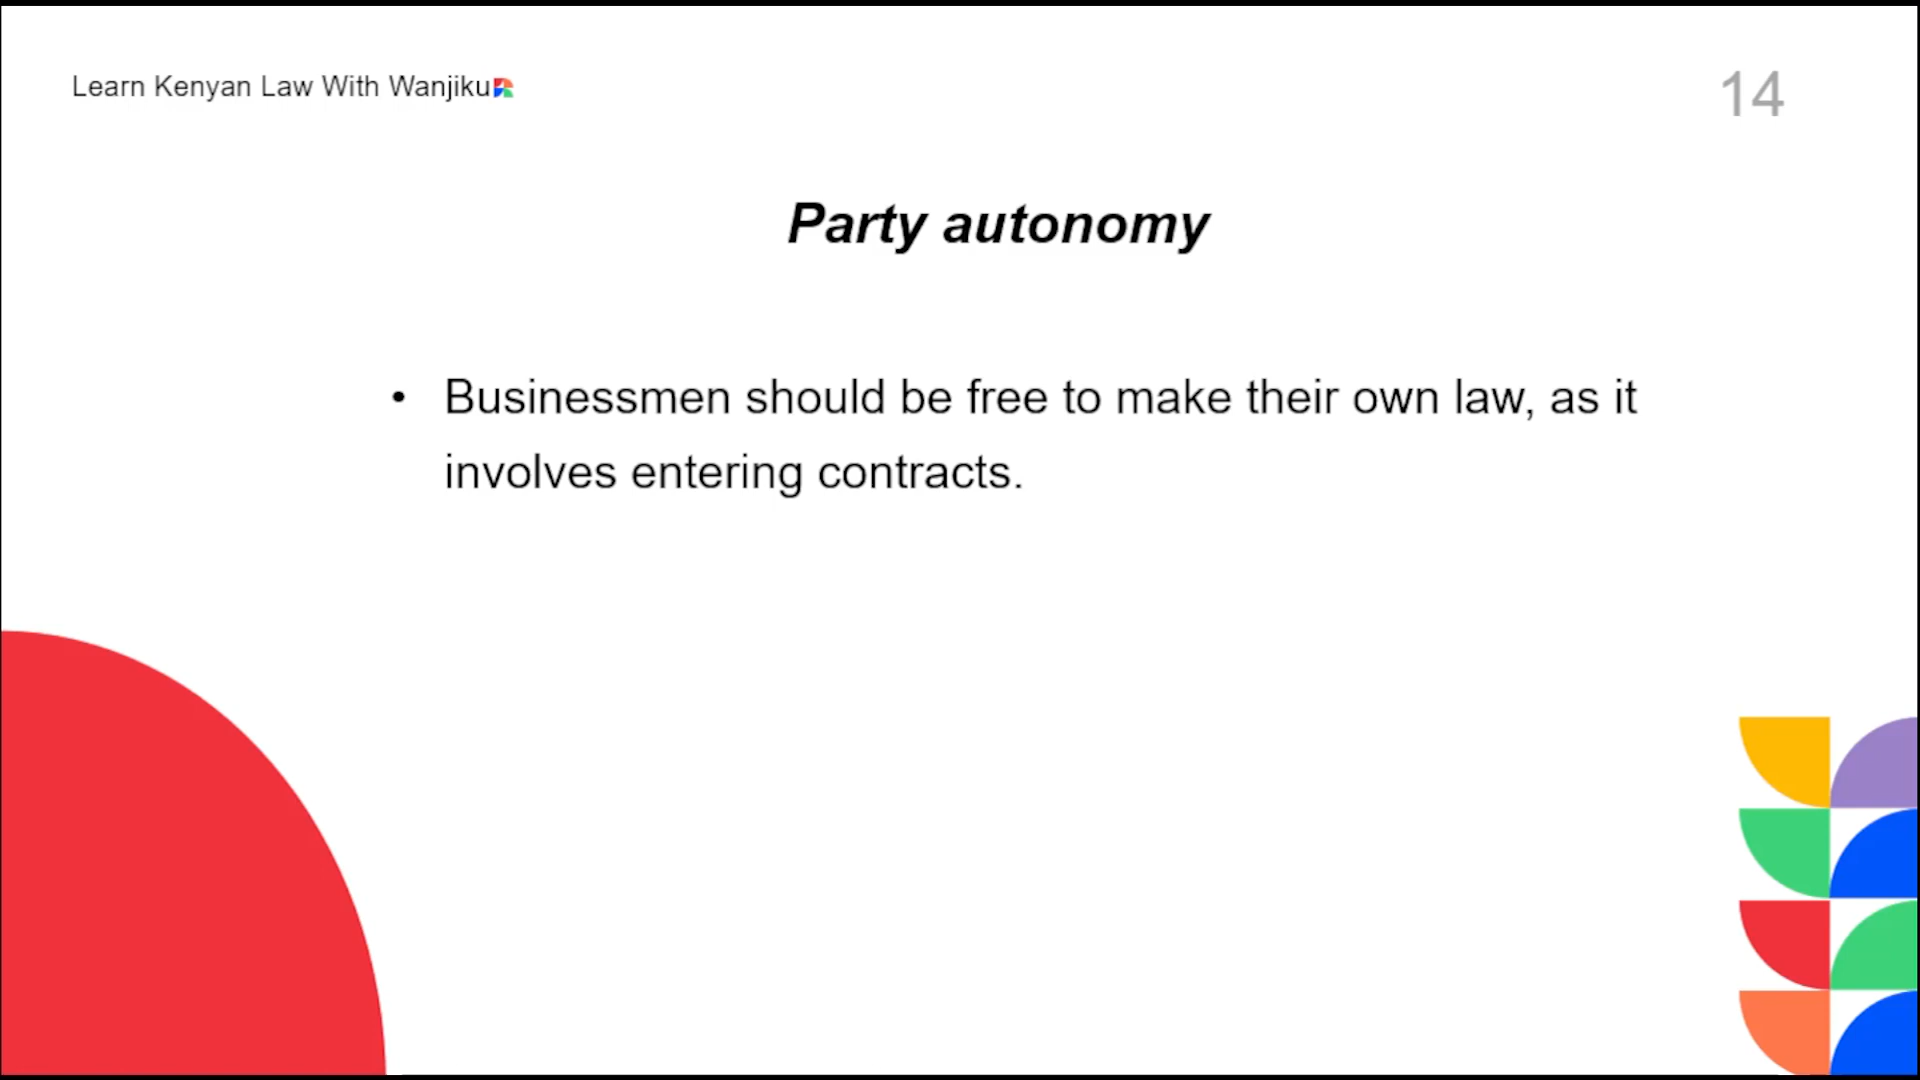 Learn Kenyan Law With Wanjiku
14
Party autonomy
• Businessmen should be free to make their own law, as it
involves entering contracts.